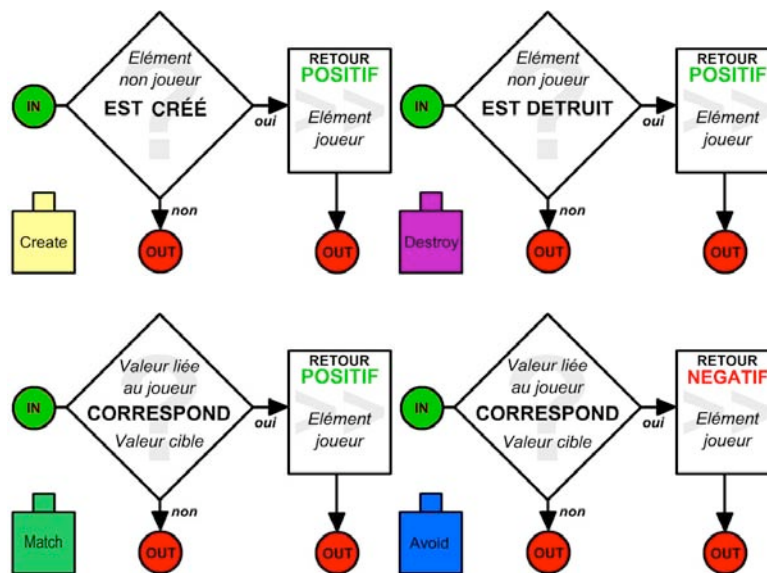 Elément
non joueur
EST CRÉÉ
IN
oui
non
OUT
RETOUR
POSITIF
Elément
joueur
OUT
Create
Elément
non joueur
EST DETRUIT
IN
oui
non
OUT
RETOUR
POSITIF
Elément
joueur
OUT
Destroy
Valeur liée
au joueur
CORRESPOND
Valeur cible
IN
oui
non
OUT
RETOUR
POSITIF
Elément
joueur
OUT
Match
Valeur liée
au joueur
CORRESPOND
Valeur cible
IN
oui
non
OUT
RETOUR
NEGATIF
Elément
joueur
OUT
Avoid